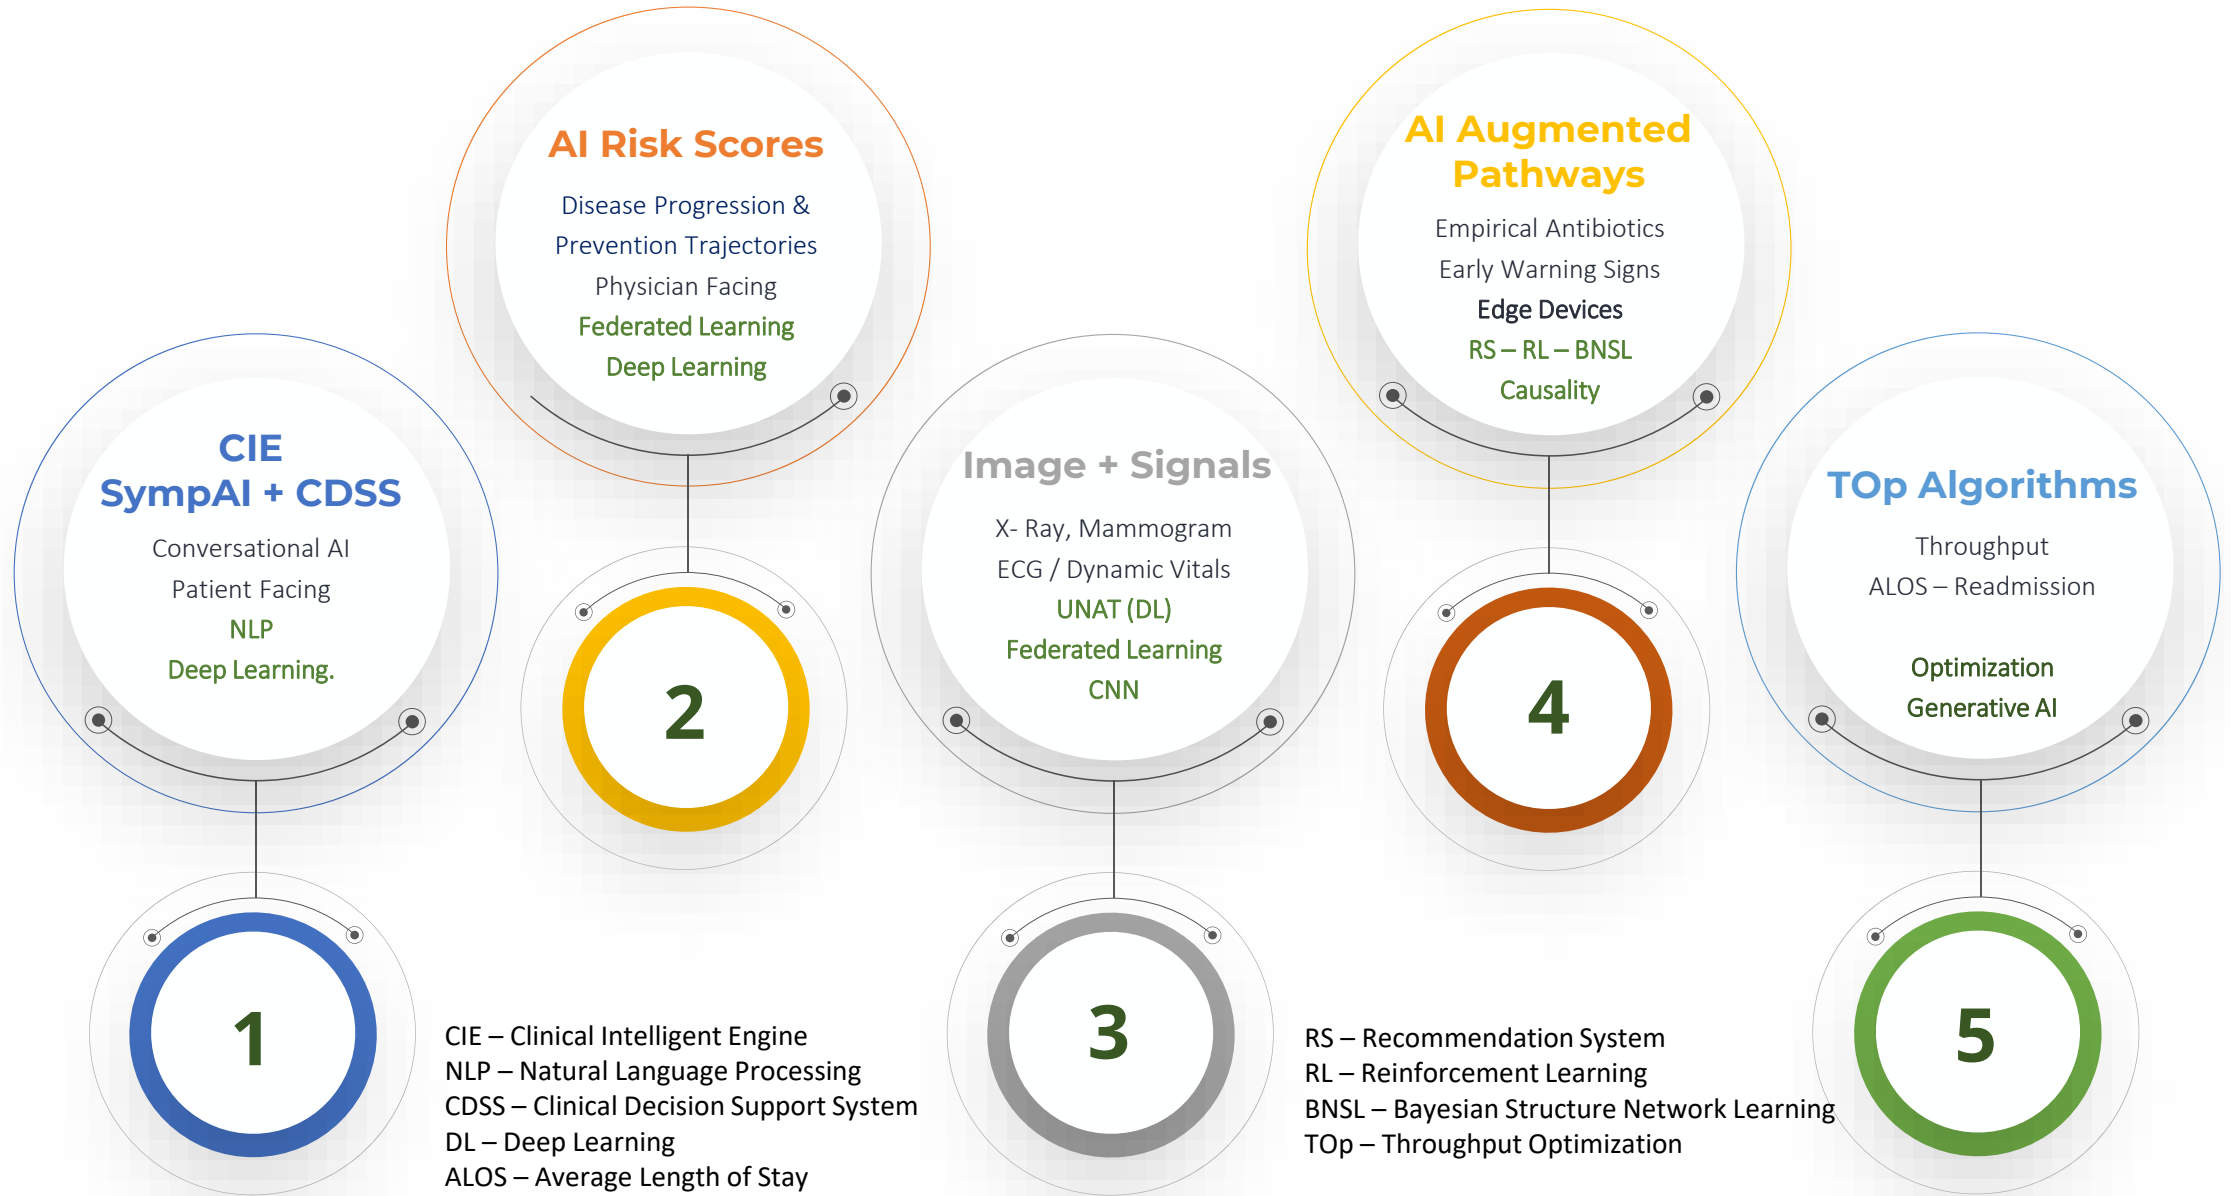 CIE
SympAI + CDSS
Conversational AI
Patient Facing
NLP
Deep Learning.
1
AI Risk Scores
Disease Progression &
Prevention Trajectories
Physician Facing
Federated Learning
Deep Learning
2
Image + Signals
X- Ray, Mammogram
ECG / Dynamic Vitals
UNAT (DL)
Federated Learning
CNN
3
AI Augmented
Pathways
Empirical Antibiotics
Early Warning Signs
Edge Devices
RS – RL – BNSL
Causality
4
TOp Algorithms
Throughput
ALOS – Readmission
Optimization
Generative AI
5
CIE – Clinical Intelligent Engine
NLP – Natural Language Processing
CDSS – Clinical Decision Support System
DL – Deep Learning
ALOS – Average Length of Stay
RS – Recommendation System
RL – Reinforcement Learning
BNSL – Bayesian Structure Network Learning
TOp – Throughput Optimization